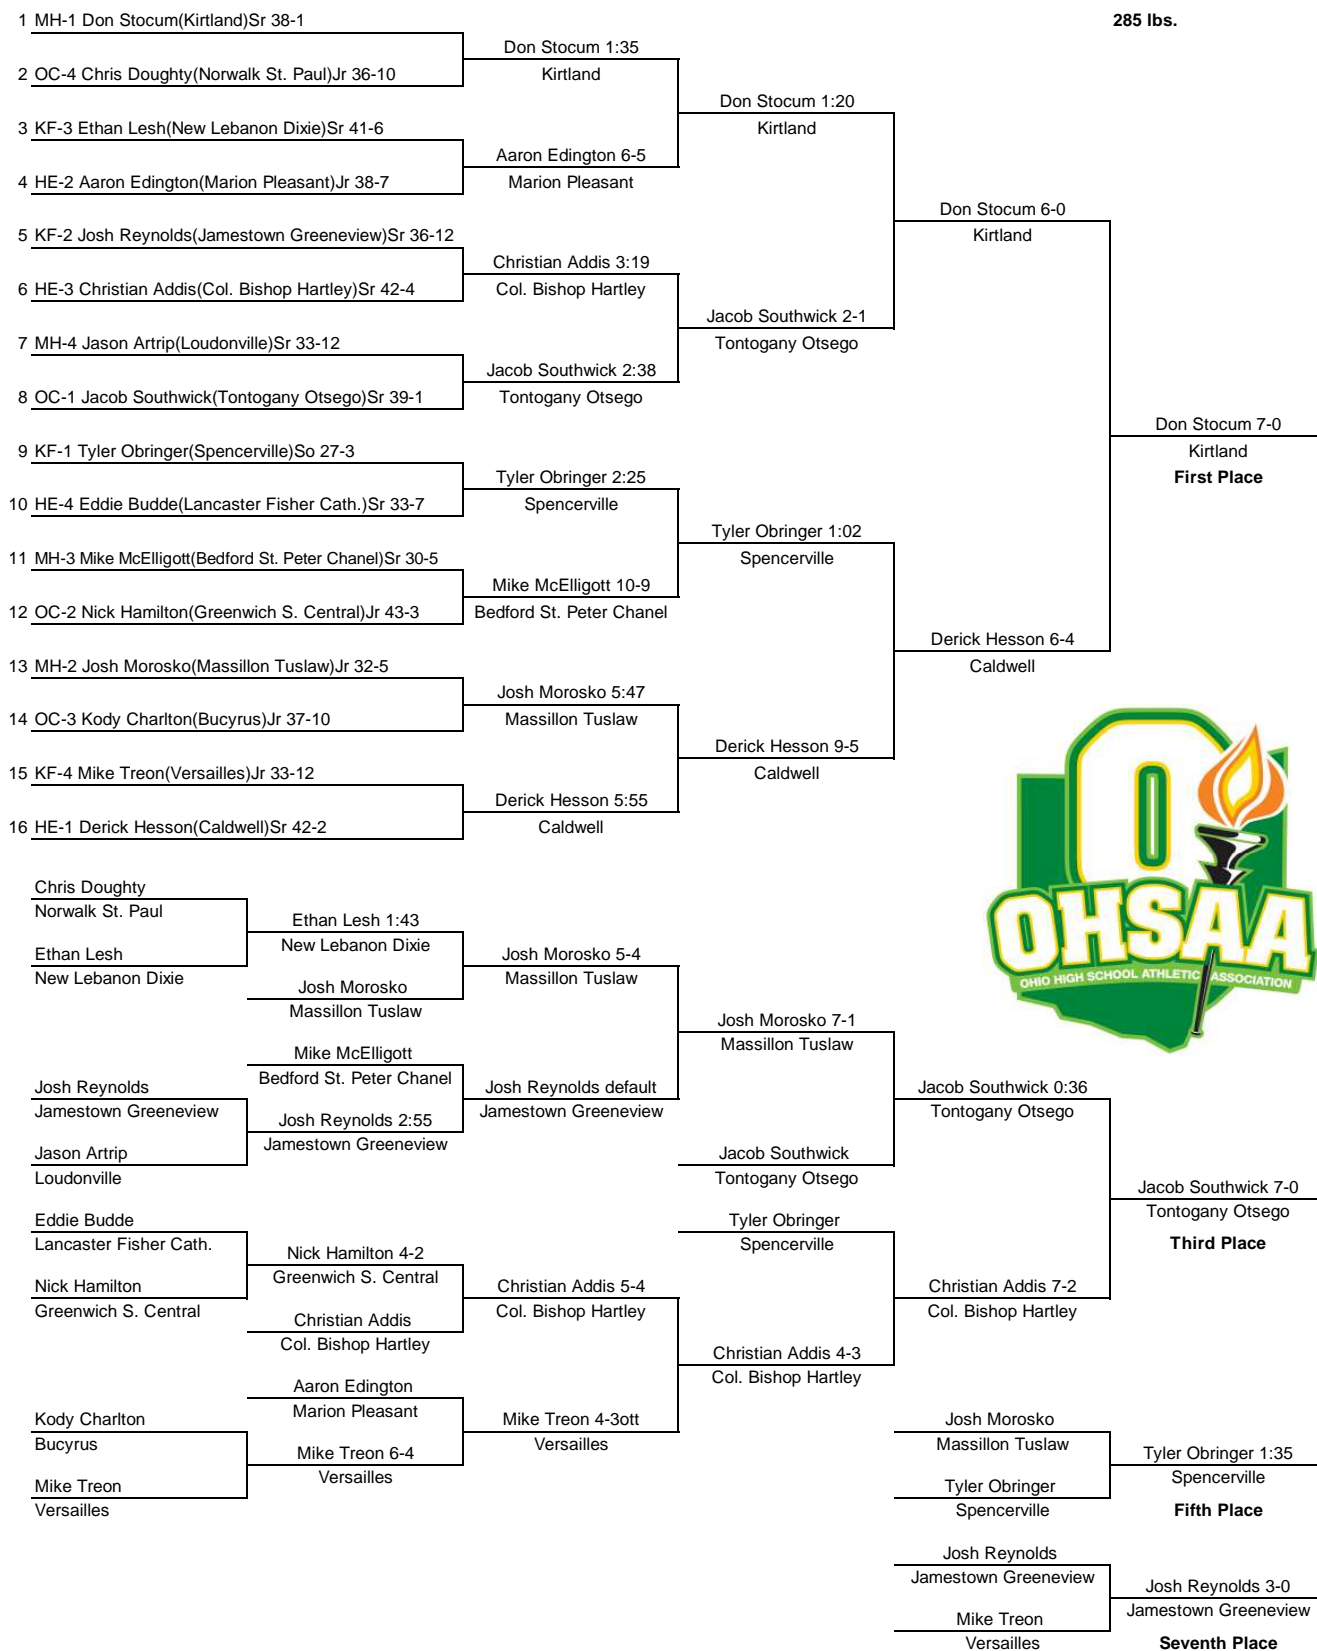 285 lbs.
1 MH-1 Don Stocum(Kirtland)Sr 38-1
Don Stocum 1:35
Kirtland
2 OC-4 Chris Doughty(Norwalk St. Paul)Jr 36-10
Don Stocum 1:20
Kirtland
3 KF-3 Ethan Lesh(New Lebanon Dixie)Sr 41-6
Aaron Edington 6-5
Marion Pleasant
4 HE-2 Aaron Edington(Marion Pleasant)Jr 38-7
Don Stocum 6-0
Kirtland
5 KF-2 Josh Reynolds(Jamestown Greeneview)Sr 36-12
Christian Addis 3:19
Col. Bishop Hartley
6 HE-3 Christian Addis(Col. Bishop Hartley)Sr 42-4
Jacob Southwick 2-1
Tontogany Otsego
7 MH-4 Jason Artrip(Loudonville)Sr 33-12
Jacob Southwick 2:38
Tontogany Otsego
8 OC-1 Jacob Southwick(Tontogany Otsego)Sr 39-1
Don Stocum 7-0
Kirtland
First Place
9 KF-1 Tyler Obringer(Spencerville)So 27-3
Tyler Obringer 2:25
Spencerville
10 HE-4 Eddie Budde(Lancaster Fisher Cath.)Sr 33-7
Tyler Obringer 1:02
Spencerville
11 MH-3 Mike McElligott(Bedford St. Peter Chanel)Sr 30-5
Mike McElligott 10-9
Bedford St. Peter Chanel
12 OC-2 Nick Hamilton(Greenwich S. Central)Jr 43-3
Derick Hesson 6-4
Caldwell
13 MH-2 Josh Morosko(Massillon Tuslaw)Jr 32-5
Josh Morosko 5:47
Massillon Tuslaw
14 OC-3 Kody Charlton(Bucyrus)Jr 37-10
Derick Hesson 9-5
Caldwell
15 KF-4 Mike Treon(Versailles)Jr 33-12
Derick Hesson 5:55
Caldwell
16 HE-1 Derick Hesson(Caldwell)Sr 42-2
O
OHSAA
OHIO HIGH SCHOOL ATHLETIC ASSOCIATION
Chris Doughty
Norwalk St. Paul
Ethan Lesh 1:43
New Lebanon Dixie
Ethan Lesh
New Lebanon Dixie
Josh Morosko 5-4
Massillon Tuslaw
Josh Morosko
Massillon Tuslaw
Josh Morosko 7-1
Massillon Tuslaw
Mike McElligott
Bedford St. Peter Chanel
Josh Reynolds
Jamestown Greeneview
Josh Reynolds default
Jamestown Greeneview
Jacob Southwick 0:36
Tontogany Otsego
Josh Reynolds 2:55
Jamestown Greeneview
Jason Artrip
Loudonville
Jacob Southwick
Tontogany Otsego
Jacob Southwick 7-0
Tontogany Otsego
Third Place
Eddie Budde
Lancaster Fisher Cath.
Tyler Obringer
Spencerville
Nick Hamilton 4-2
Greenwich S. Central
Nick Hamilton
Greenwich S. Central
Christian Addis 5-4
Col. Bishop Hartley
Christian Addis 7-2
Col. Bishop Hartley
Christian Addis
Col. Bishop Hartley
Christian Addis 4-3
Col. Bishop Hartley
Aaron Edington
Marion Pleasant
Kody Charlton
Bucyrus
Mike Treon 4-3ott
Versailles
Josh Morosko
Massillon Tuslaw
Mike Treon 6-4
Versailles
Tyler Obringer 1:35
Spencerville
Mike Treon
Versailles
Tyler Obringer
Spencerville
Fifth Place
Josh Reynolds
Jamestown Greeneview
Josh Reynolds 3-0
Jamestown Greeneview
Mike Treon
Versailles
Seventh Place